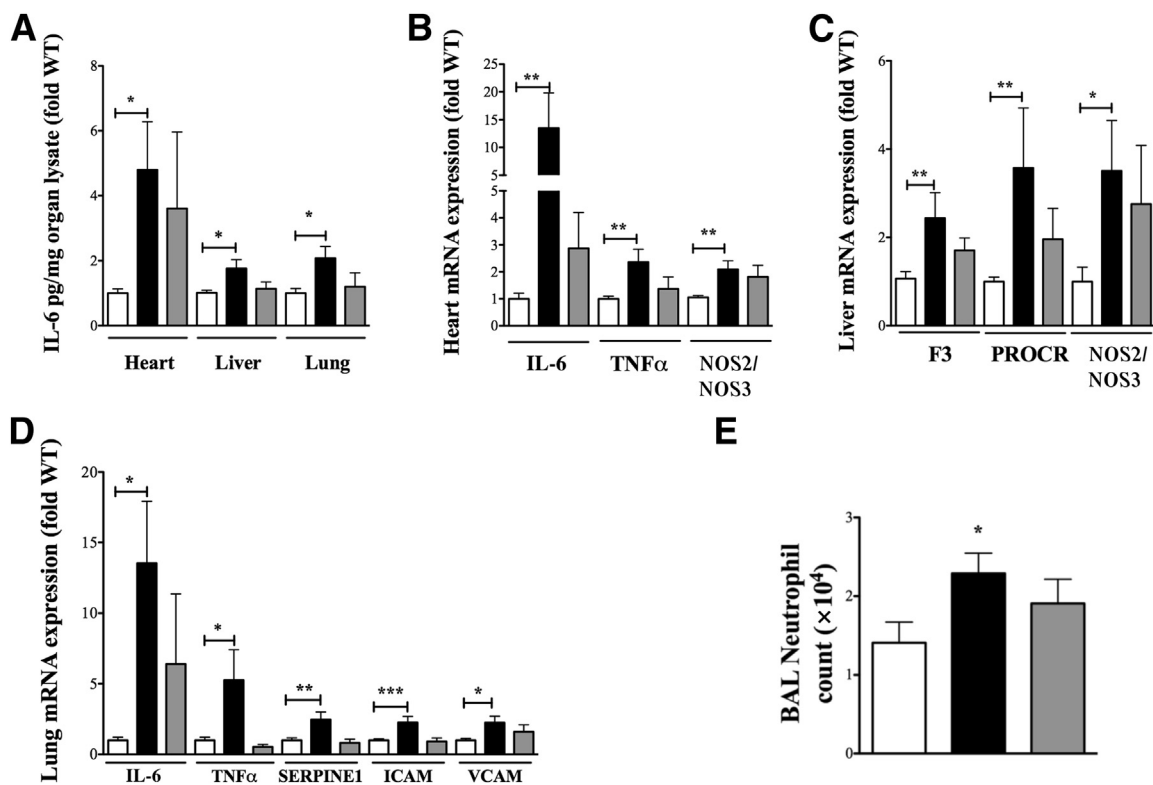 A
IL-6 pg/mg organ lysate (fold WT)
8
6
4
2
0
*
*
*
Heart
Liver
Lung
B
Heart mRNA expression (fold WT)
25
20
15
10
5
5
4
3
2
1
0
**
**
**
IL-6
TNFα
NOS2/
NOS3
C
Liver mRNA expression (fold WT)
6
4
2
0
**
**
*
F3
PROCR
NOS2/
NOS3
D
Lung mRNA expression (fold WT)
20
15
10
5
0
*
*
**
***
*
IL-6
TNFα
SERPINE1
ICAM
VCAM
E
BAL Neutrophil
count (×10⁴)
3
2
1
0
*